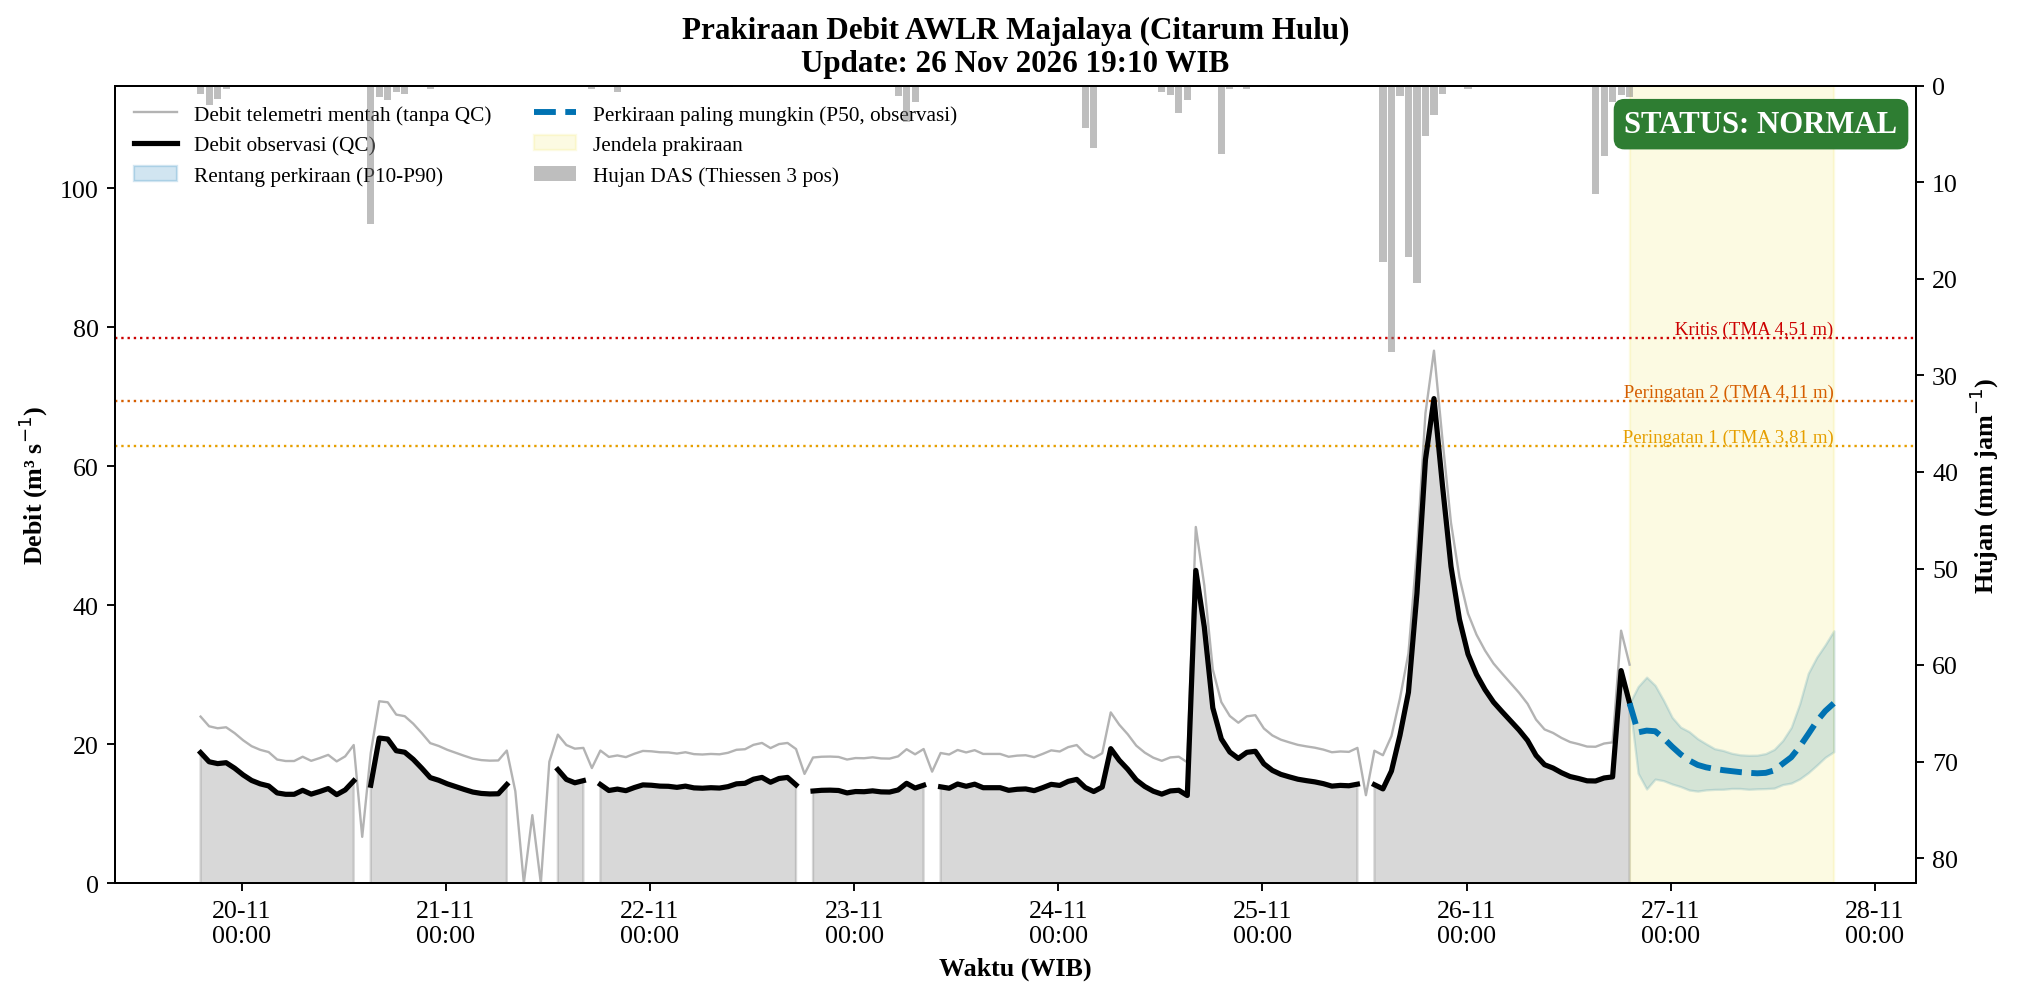 Prakiraan Debit AWLR Majalaya (Citarum Hulu)
Update: 26 Nov 2026 19:10 WIB
Debit telemetri mentah (tanpa QC)
Debit observasi (QC)
Rentang perkiraan (P10-P90)
Perkiraan paling mungkin (P50, observasi)
Jendela prakiraan
Hujan DAS (Thiessen 3 pos)
STATUS: NORMAL
Kritis (TMA 4,51 m)
Peringatan 2 (TMA 4,11 m)
Peringatan 1 (TMA 3,81 m)
Debit (m³ s⁻¹)
100
80
60
40
20
0
Hujan (mm jam⁻¹)
0
10
20
30
40
50
60
70
80
20-11
00:00
21-11
00:00
22-11
00:00
23-11
00:00
24-11
00:00
25-11
00:00
26-11
00:00
27-11
00:00
28-11
00:00
Waktu (WIB)